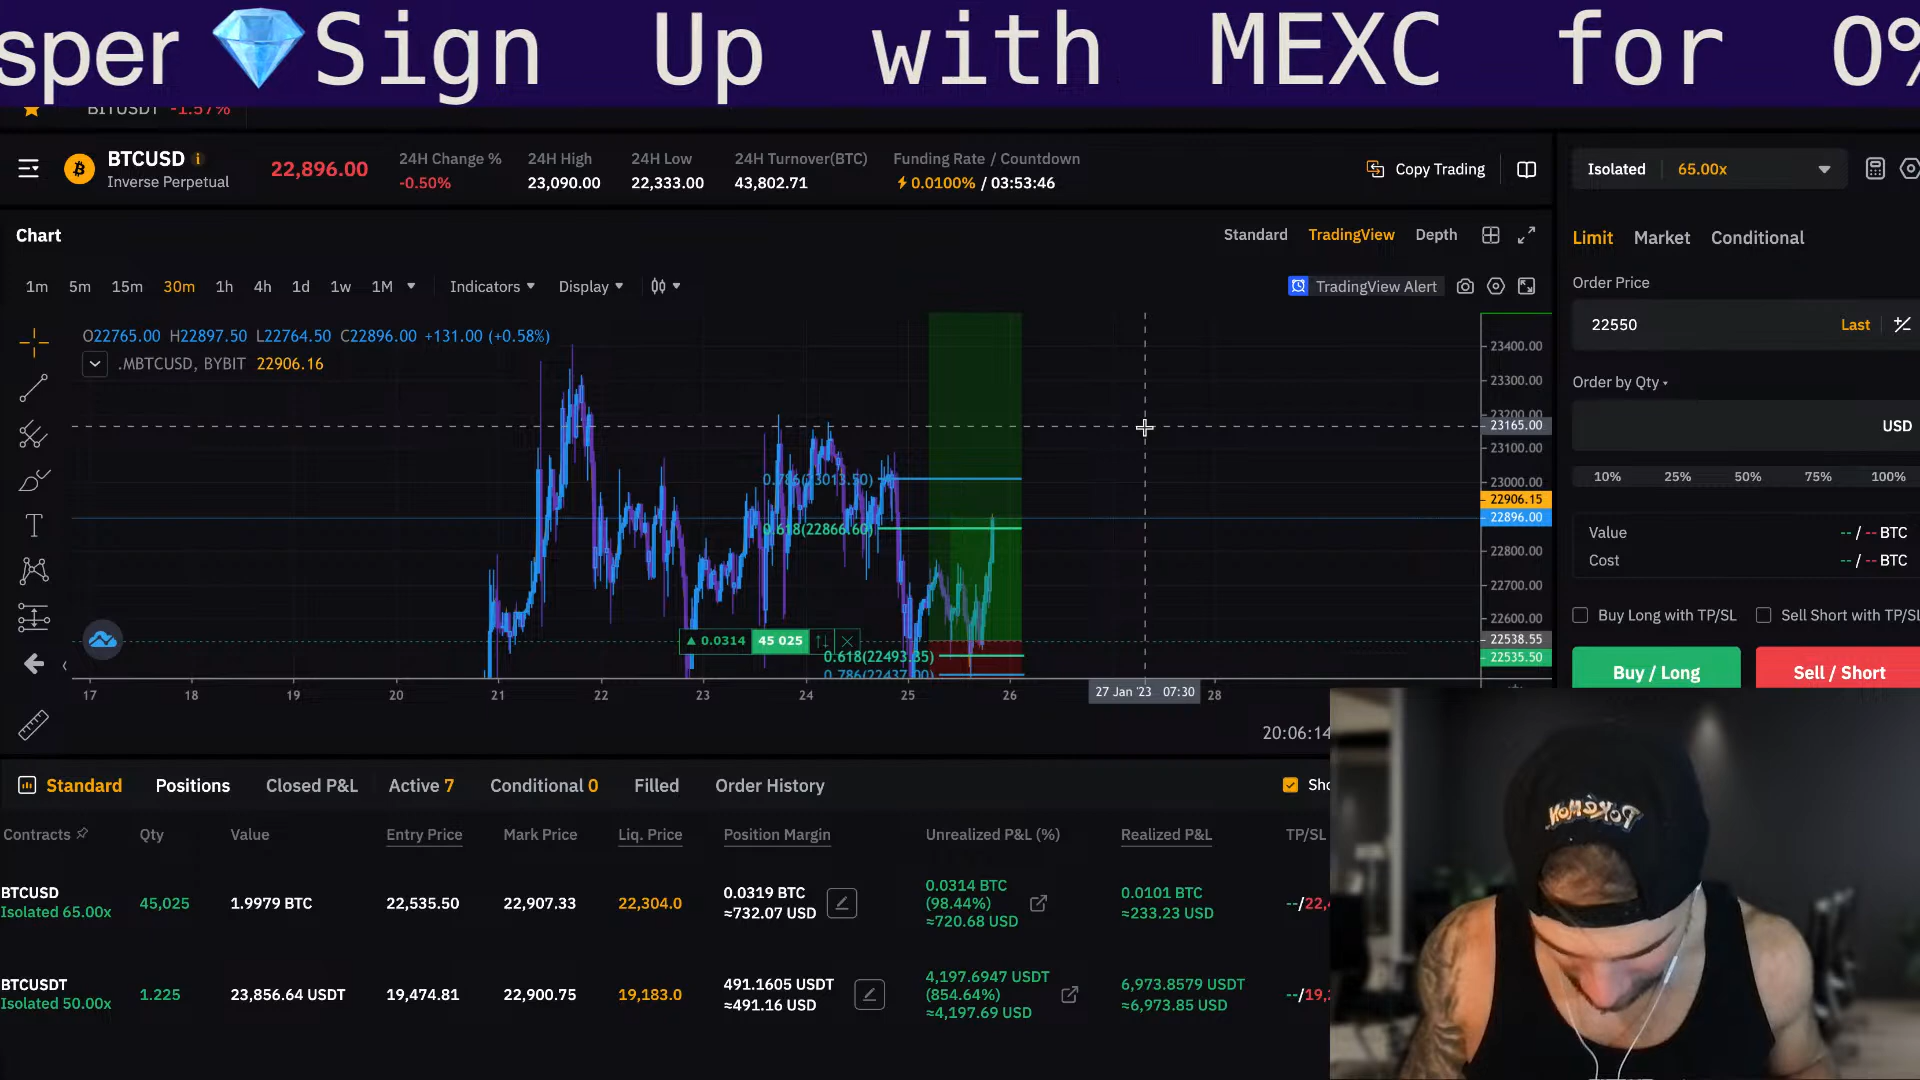 sper 💎Sign Up with MEXC for 0%
BITUSDT -1.57%
BTCUSD i
Inverse Perpetual
22,896.00
24H Change %
-0.50%
24H High
23,090.00
24H Low
22,333.00
24H Turnover(BTC)
43,802.71
Funding Rate / Countdown
0.0100% / 03:53:46
Copy Trading
Isolated 65.00x
Chart
Standard TradingView Depth
Limit Market Conditional
1m 5m 15m 30m 1h 4h 1d 1w 1M Indicators Display
TradingView Alert
Order Price
22550 Last
O22765.00 H22897.50 L22764.50 C22896.00 +131.00 (+0.58%)
.MBTCUSD, BYBIT 22906.16
Order by Qty
USD
10% 25% 50% 75% 100%
Value -- / -- BTC
Cost -- / -- BTC
Buy Long with TP/SL Sell Short with TP/SL
Buy / Long Sell / Short
23400.00
23300.00
23200.00
23165.00
23100.00
23000.00
22906.15
22896.00
22800.00
22700.00
22600.00
22538.55
22535.50
0.786(23013.50)
0.618(22866.60)
0.0314 45 025
0.618(22493.35)
0.786(22437.00)
17 18 19 20 21 22 23 24 25 26 27 Jan '23 07:30 28
20:06:14
Standard Positions Closed P&L Active 7 Conditional 0 Filled Order History
Sho
Contracts Qty Value Entry Price Mark Price Liq. Price Position Margin Unrealized P&L (%) Realized P&L TP/SL
BTCUSD
Isolated 65.00x
45,025
1.9979 BTC
22,535.50
22,907.33
22,304.0
0.0319 BTC
≈732.07 USD
0.0314 BTC
(98.44%)
≈720.68 USD
0.0101 BTC
≈233.23 USD
--/22,4
BTCUSDT
Isolated 50.00x
1.225
23,856.64 USDT
19,474.81
22,900.75
19,183.0
491.1605 USDT
≈491.16 USD
4,197.6947 USDT
(854.64%)
≈4,197.69 USD
6,973.8579 USDT
≈6,973.85 USD
--/19,2
POKéMON